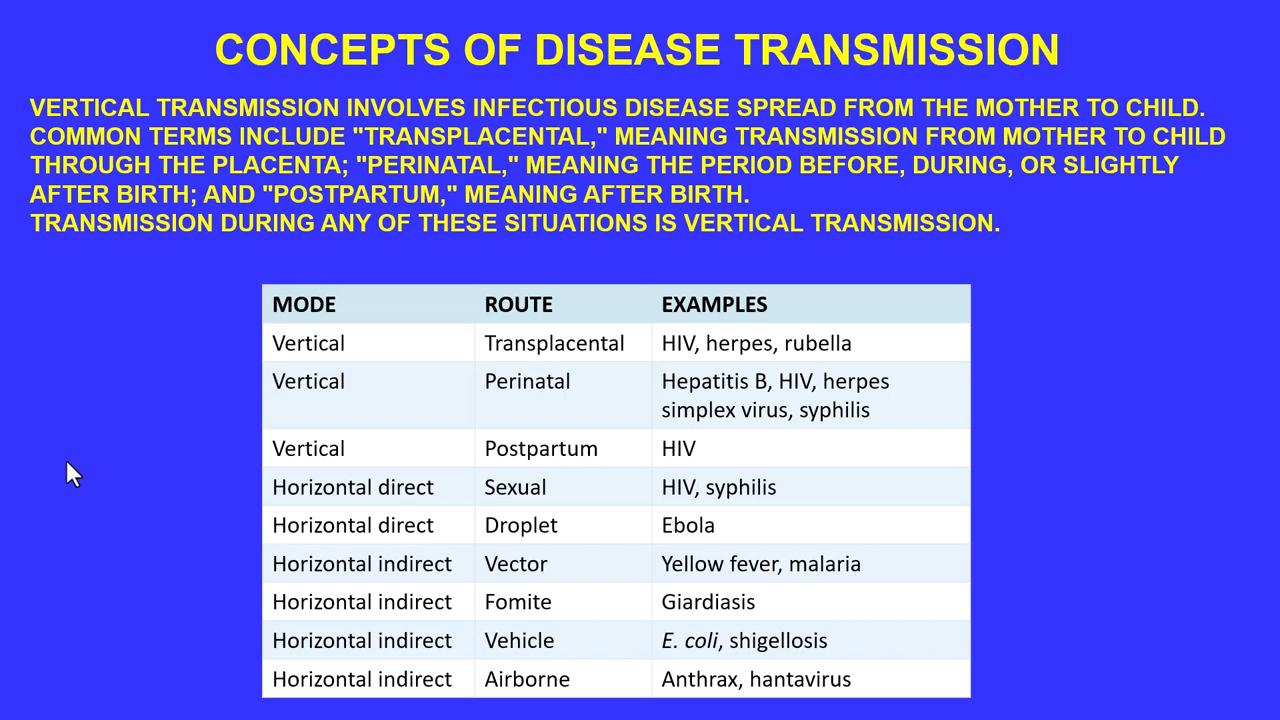 CONCEPTS OF DISEASE TRANSMISSION
VERTICAL TRANSMISSION INVOLVES INFECTIOUS DISEASE SPREAD FROM THE MOTHER TO CHILD.
COMMON TERMS INCLUDE "TRANSPLACENTAL," MEANING TRANSMISSION FROM MOTHER TO CHILD
THROUGH THE PLACENTA; "PERINATAL," MEANING THE PERIOD BEFORE, DURING, OR SLIGHTLY
AFTER BIRTH; AND "POSTPARTUM," MEANING AFTER BIRTH.
TRANSMISSION DURING ANY OF THESE SITUATIONS IS VERTICAL TRANSMISSION.
MODE ROUTE EXAMPLES
Vertical Transplacental HIV, herpes, rubella
Vertical Perinatal Hepatitis B, HIV, herpes
simplex virus, syphilis
Vertical Postpartum HIV
Horizontal direct Sexual HIV, syphilis
Horizontal direct Droplet Ebola
Horizontal indirect Vector Yellow fever, malaria
Horizontal indirect Fomite Giardiasis
Horizontal indirect Vehicle E. coli, shigellosis
Horizontal indirect Airborne Anthrax, hantavirus